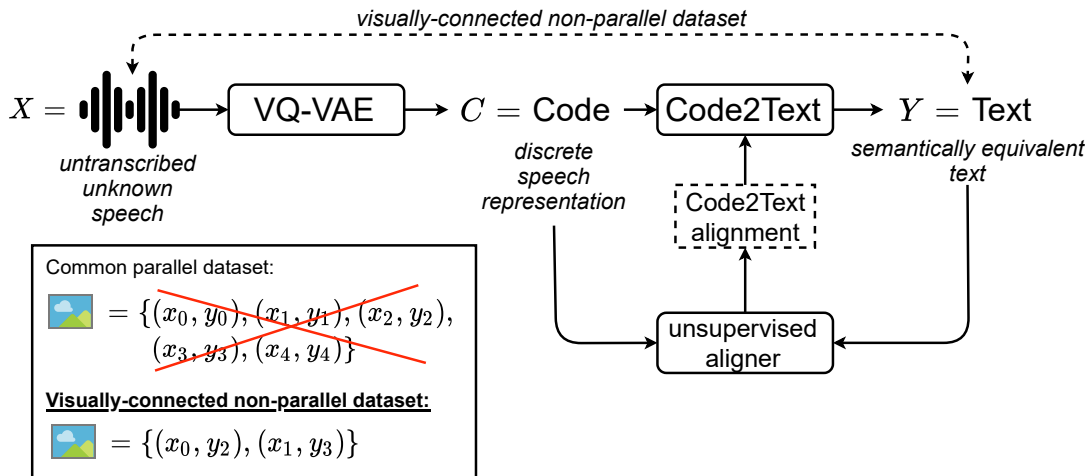 visually-connected non-parallel dataset
X = VQ-VAE C = Code Code2Text Y = Text
untranscribed
unknown
speech
discrete
speech
representation
semantically equivalent
text
Code2Text
alignment
unsupervised
aligner
Common parallel dataset:
= {(x₀, y₀), (x₁, y₁), (x₂, y₂),
(x₃, y₃), (x₄, y₄)}
Visually-connected non-parallel dataset:
= {(x₀, y₂), (x₁, y₃)}